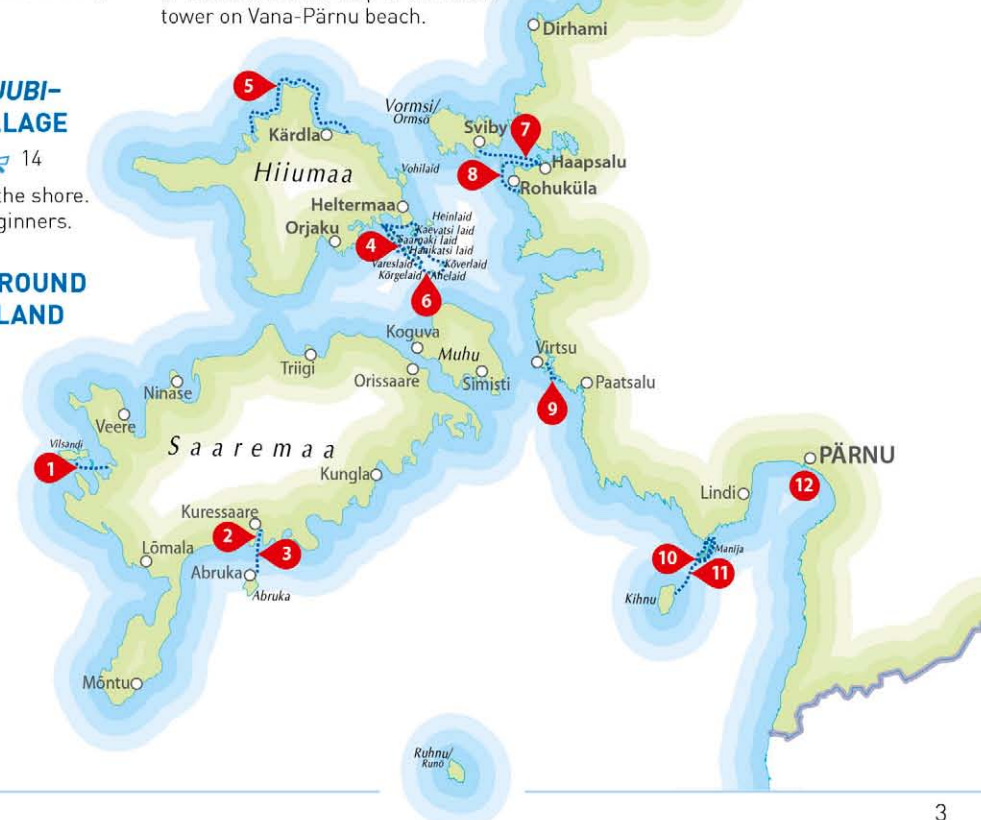 tower on Vana-Pärnu beach.
UUBI–
LLAGE
14
the shore.
ginners.
ROUND
LAND
Dirhami
5
Vormsi/
Ormsö
Sviby
7
Kärdla
Haapsalu
Hiiumaa
Vohilaid
8
Rohuküla
Heltermaa
Heinlaid
Orjaku
Kaevatsi laid
Saarnaki laid
4
Hanikatsi laid
Vareslaid
Kõverlaid
Kõrgelaid
Ahelaid
6
Koguva
Muhu
Virtsu
Triigi
Orissaare
Simisti
Paatsalu
Ninase
9
Veere
Vilsandi
Saaremaa
PÄRNU
1
Kungla
12
Lindi
Kuressaare
2
Lõmala
3
Manija
10
11
Abruka
Abruka
Kihnu
Mõntu
Ruhnu/
Runö
3